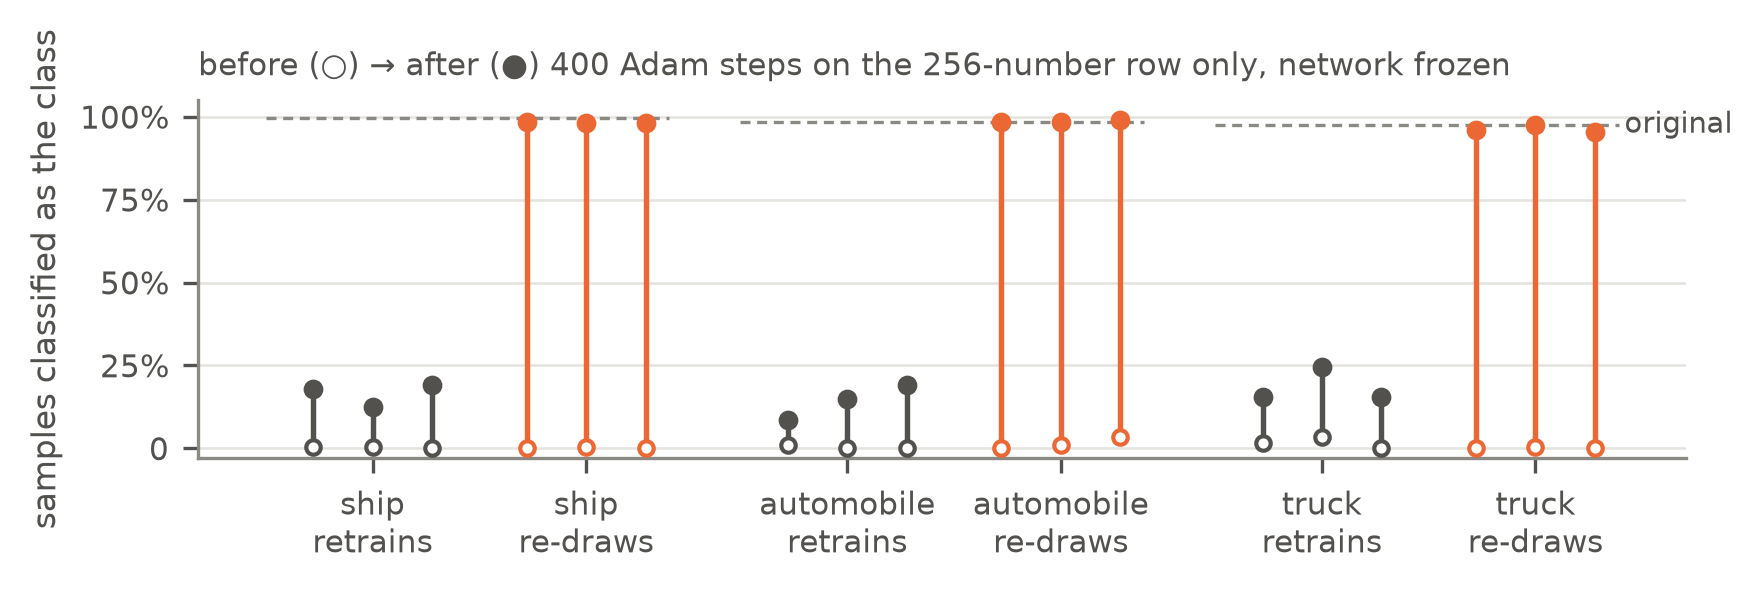 before (○) → after (●) 400 Adam steps on the 256-number row only, network frozen
samples classified as the class
100%
75%
50%
25%
0
original
ship
retrains
ship
re-draws
automobile
retrains
automobile
re-draws
truck
retrains
truck
re-draws